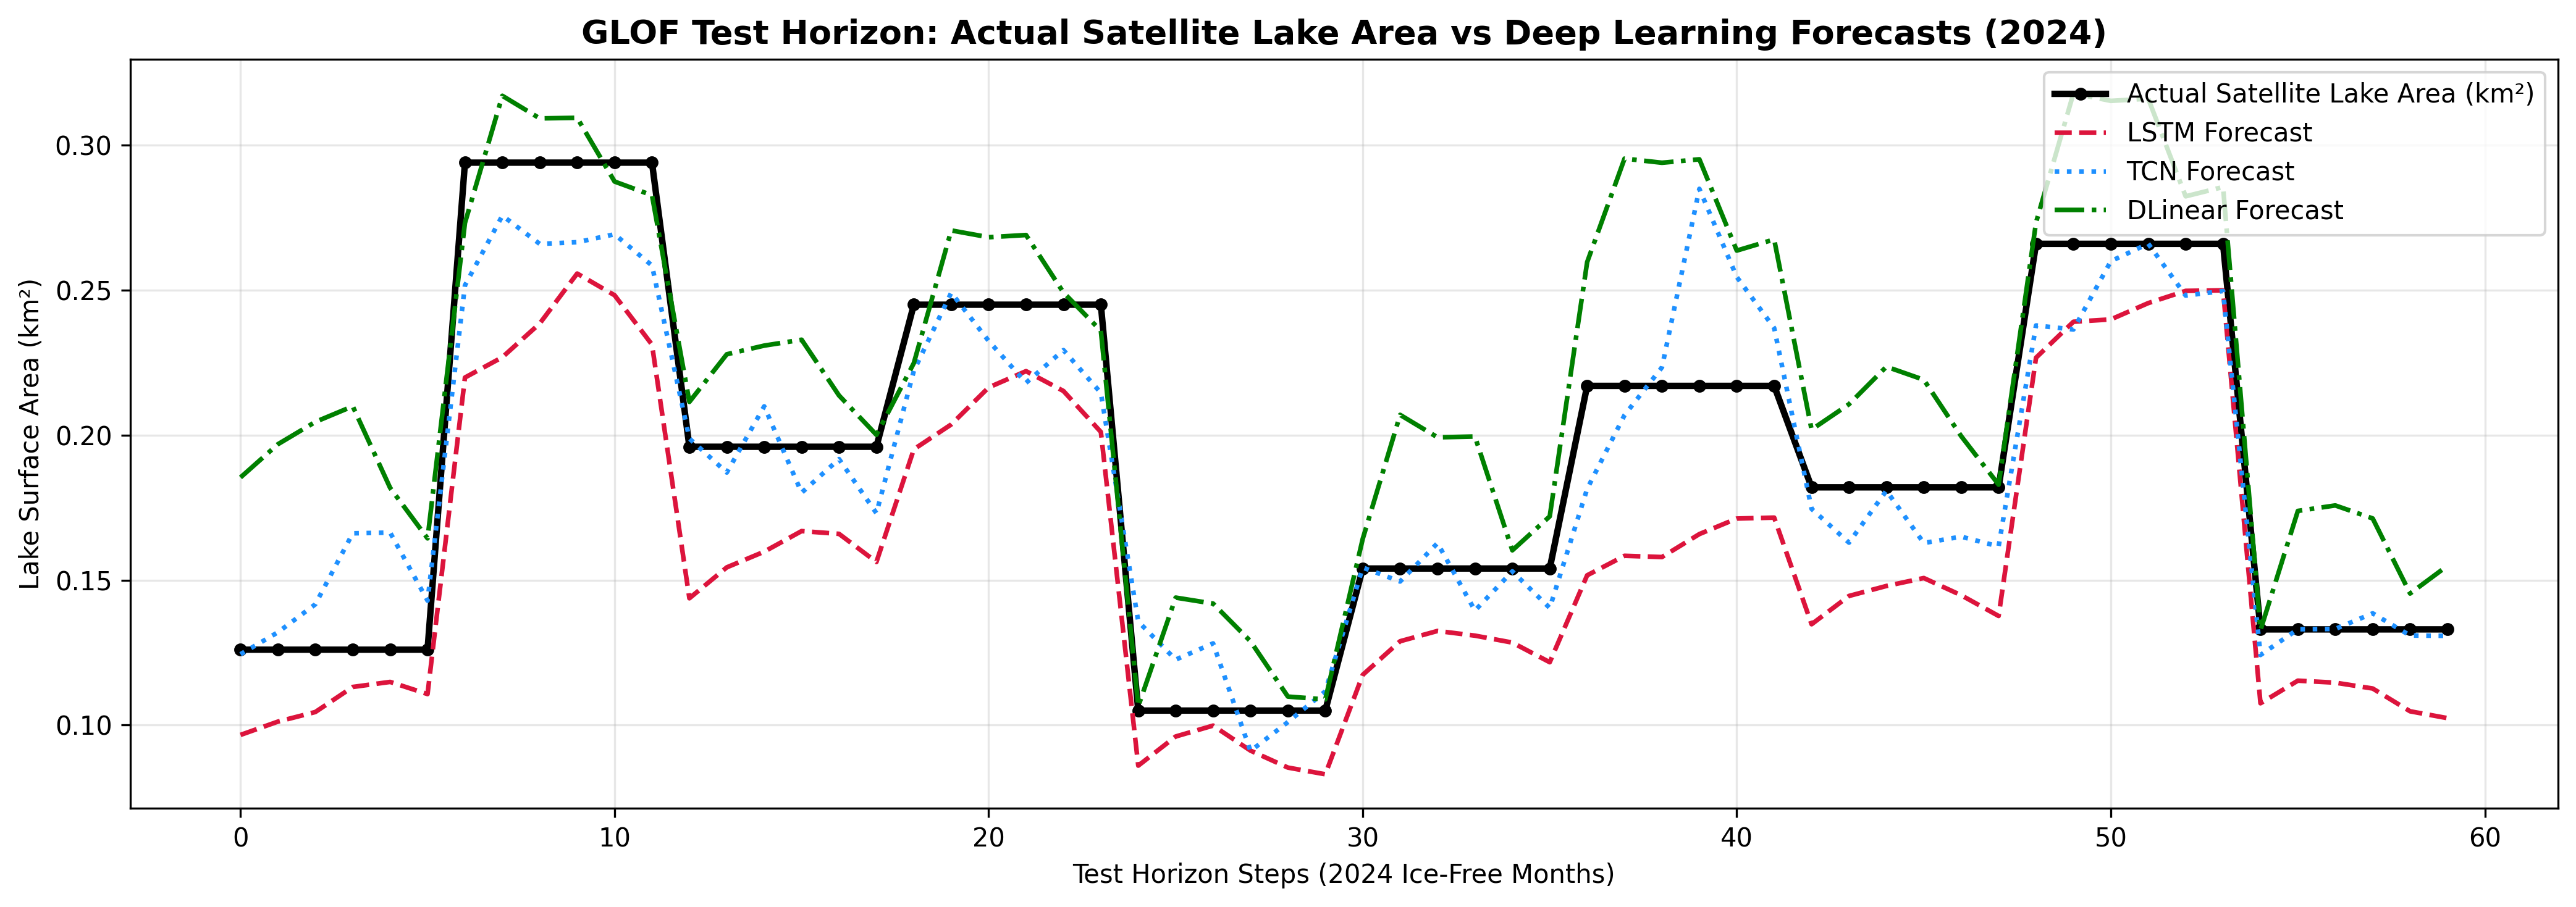 GLOF Test Horizon: Actual Satellite Lake Area vs Deep Learning Forecasts (2024)
Actual Satellite Lake Area (km²)
LSTM Forecast
TCN Forecast
DLinear Forecast
Lake Surface Area (km²)
0.30
0.25
0.20
0.15
0.10
0 10 20 30 40 50 60
Test Horizon Steps (2024 Ice-Free Months)